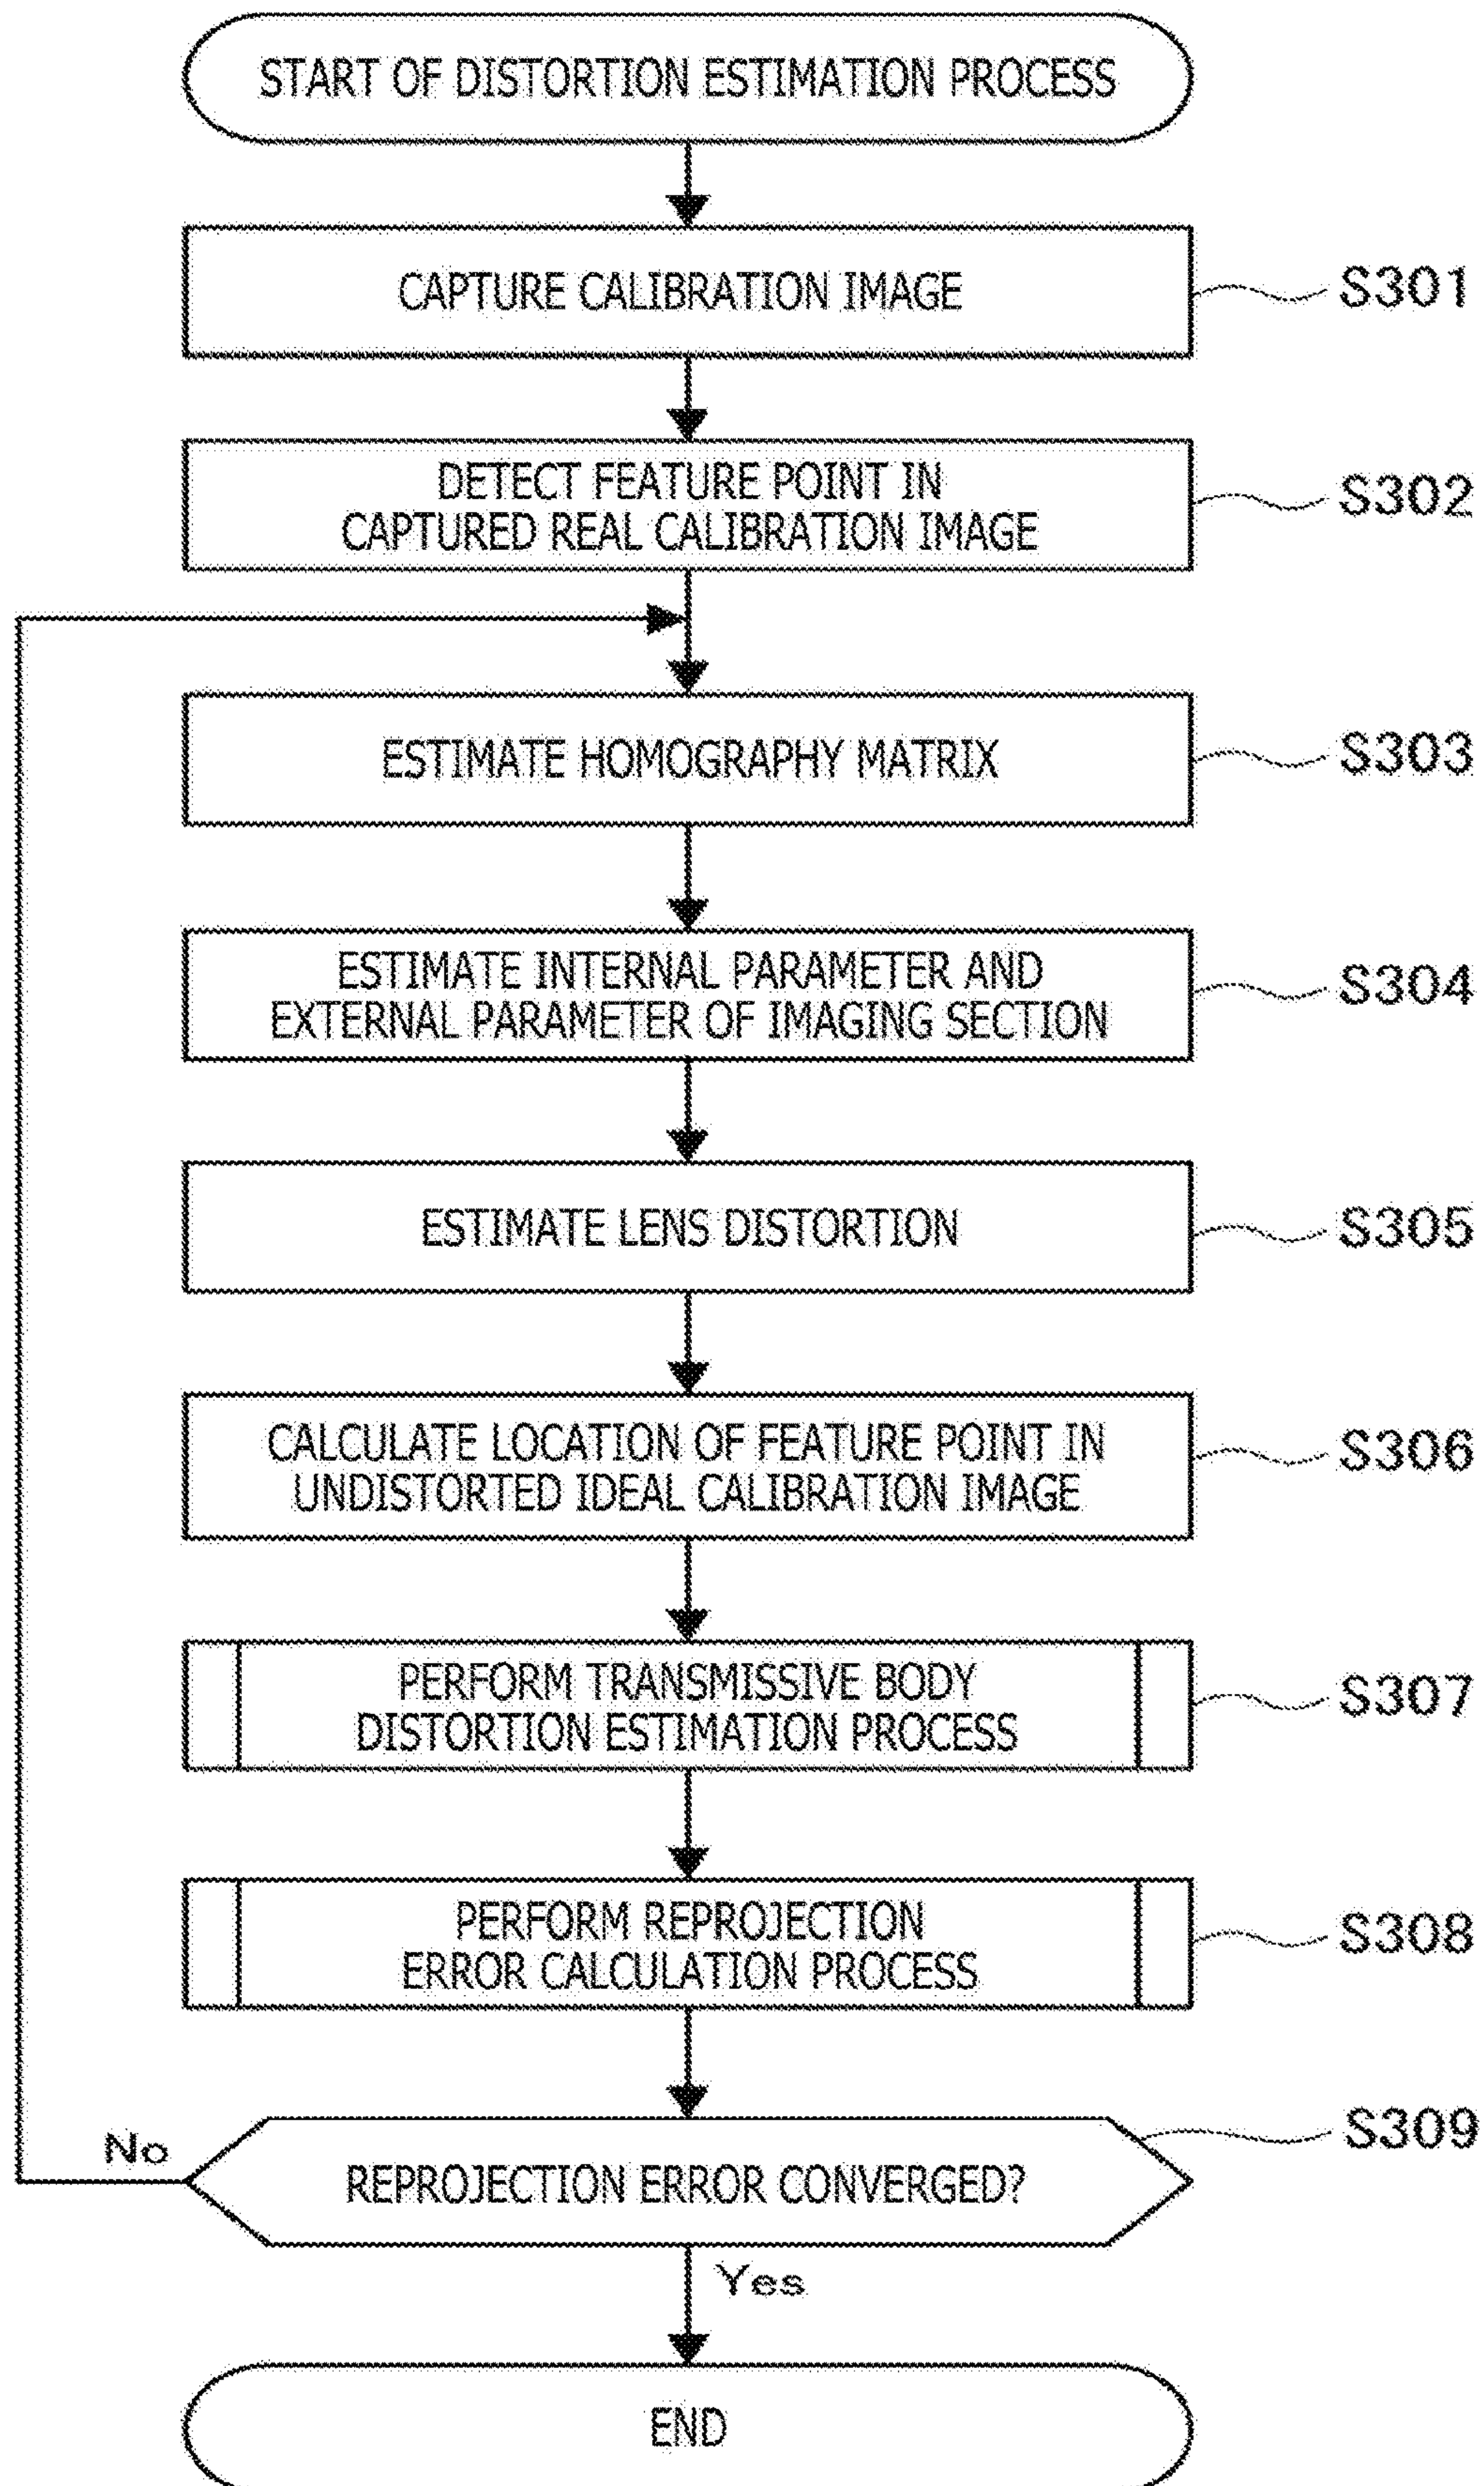 START OF DISTORTION ESTIMATION PROCESS
CAPTURE CALIBRATION IMAGE
S301
DETECT FEATURE POINT IN
CAPTURED REAL CALIBRATION IMAGE
S302
ESTIMATE HOMOGRAPHY MATRIX
S303
ESTIMATE INTERNAL PARAMETER AND
EXTERNAL PARAMETER OF IMAGING SECTION
S304
ESTIMATE LENS DISTORTION
S305
CALCULATE LOCATION OF FEATURE POINT IN
UNDISTORTED IDEAL CALIBRATION IMAGE
S306
PERFORM TRANSMISSIVE BODY
DISTORTION ESTIMATION PROCESS
S307
PERFORM REPROJECTION
ERROR CALCULATION PROCESS
S308
REPROJECTION ERROR CONVERGED?
S309
No
Yes
END